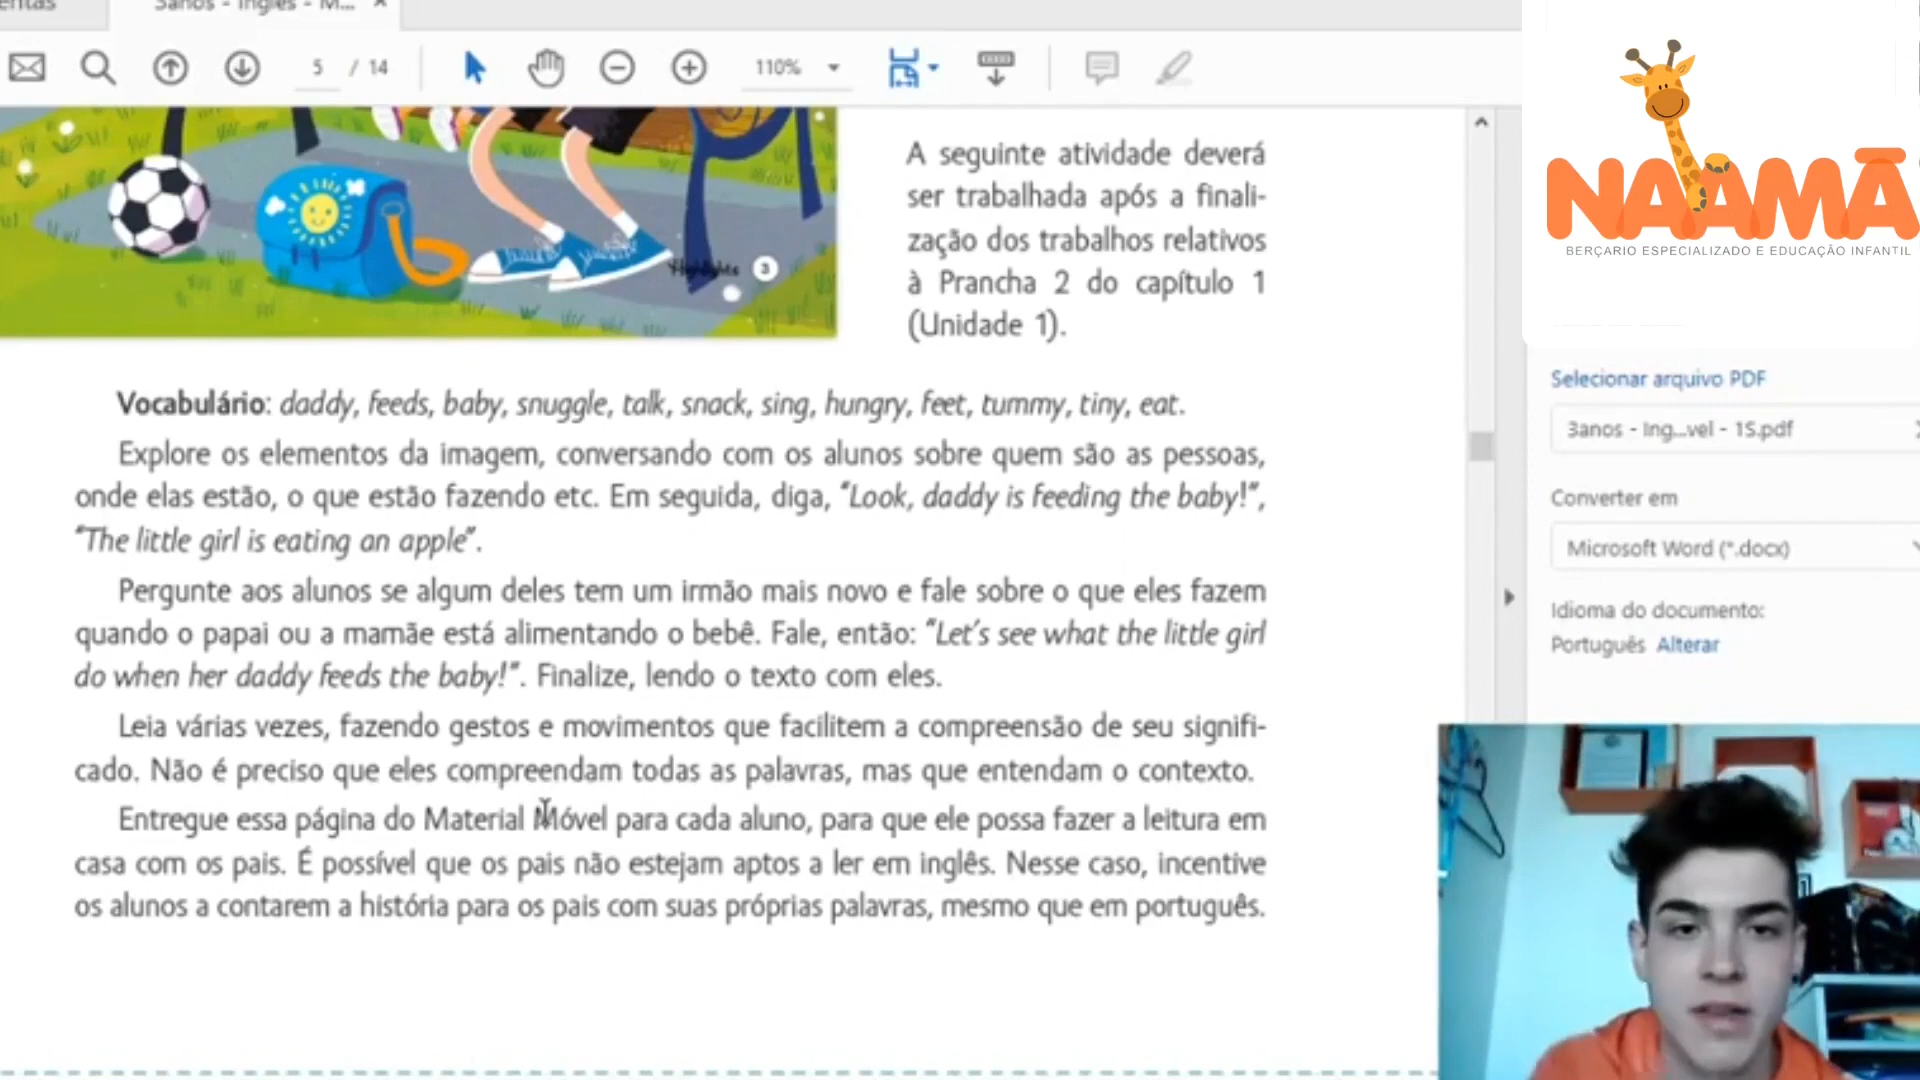 3anos - Inglês - M...
5 / 14
110%
NAAMÃ
BERÇARIO ESPECIALIZADO E EDUCAÇÃO INFANTIL
Highlights 3
A seguinte atividade deverá
ser trabalhada após a finali-
zação dos trabalhos relativos
à Prancha 2 do capítulo 1
(Unidade 1).
Vocabulário: daddy, feeds, baby, snuggle, talk, snack, sing, hungry, feet, tummy, tiny, eat.
Explore os elementos da imagem, conversando com os alunos sobre quem são as pessoas,
onde elas estão, o que estão fazendo etc. Em seguida, diga, “Look, daddy is feeding the baby!”,
“The little girl is eating an apple”.
Pergunte aos alunos se algum deles tem um irmão mais novo e fale sobre o que eles fazem
quando o papai ou a mamãe está alimentando o bebê. Fale, então: “Let’s see what the little girl
do when her daddy feeds the baby!”. Finalize, lendo o texto com eles.
Leia várias vezes, fazendo gestos e movimentos que facilitem a compreensão de seu signifi-
cado. Não é preciso que eles compreendam todas as palavras, mas que entendam o contexto.
Entregue essa página do Material Móvel para cada aluno, para que ele possa fazer a leitura em
casa com os pais. É possível que os pais não estejam aptos a ler em inglês. Nesse caso, incentive
os alunos a contarem a história para os pais com suas próprias palavras, mesmo que em português.
Selecionar arquivo PDF
3anos - Ing...vel - 1S.pdf
Converter em
Microsoft Word (*.docx)
Idioma do documento:
Português Alterar